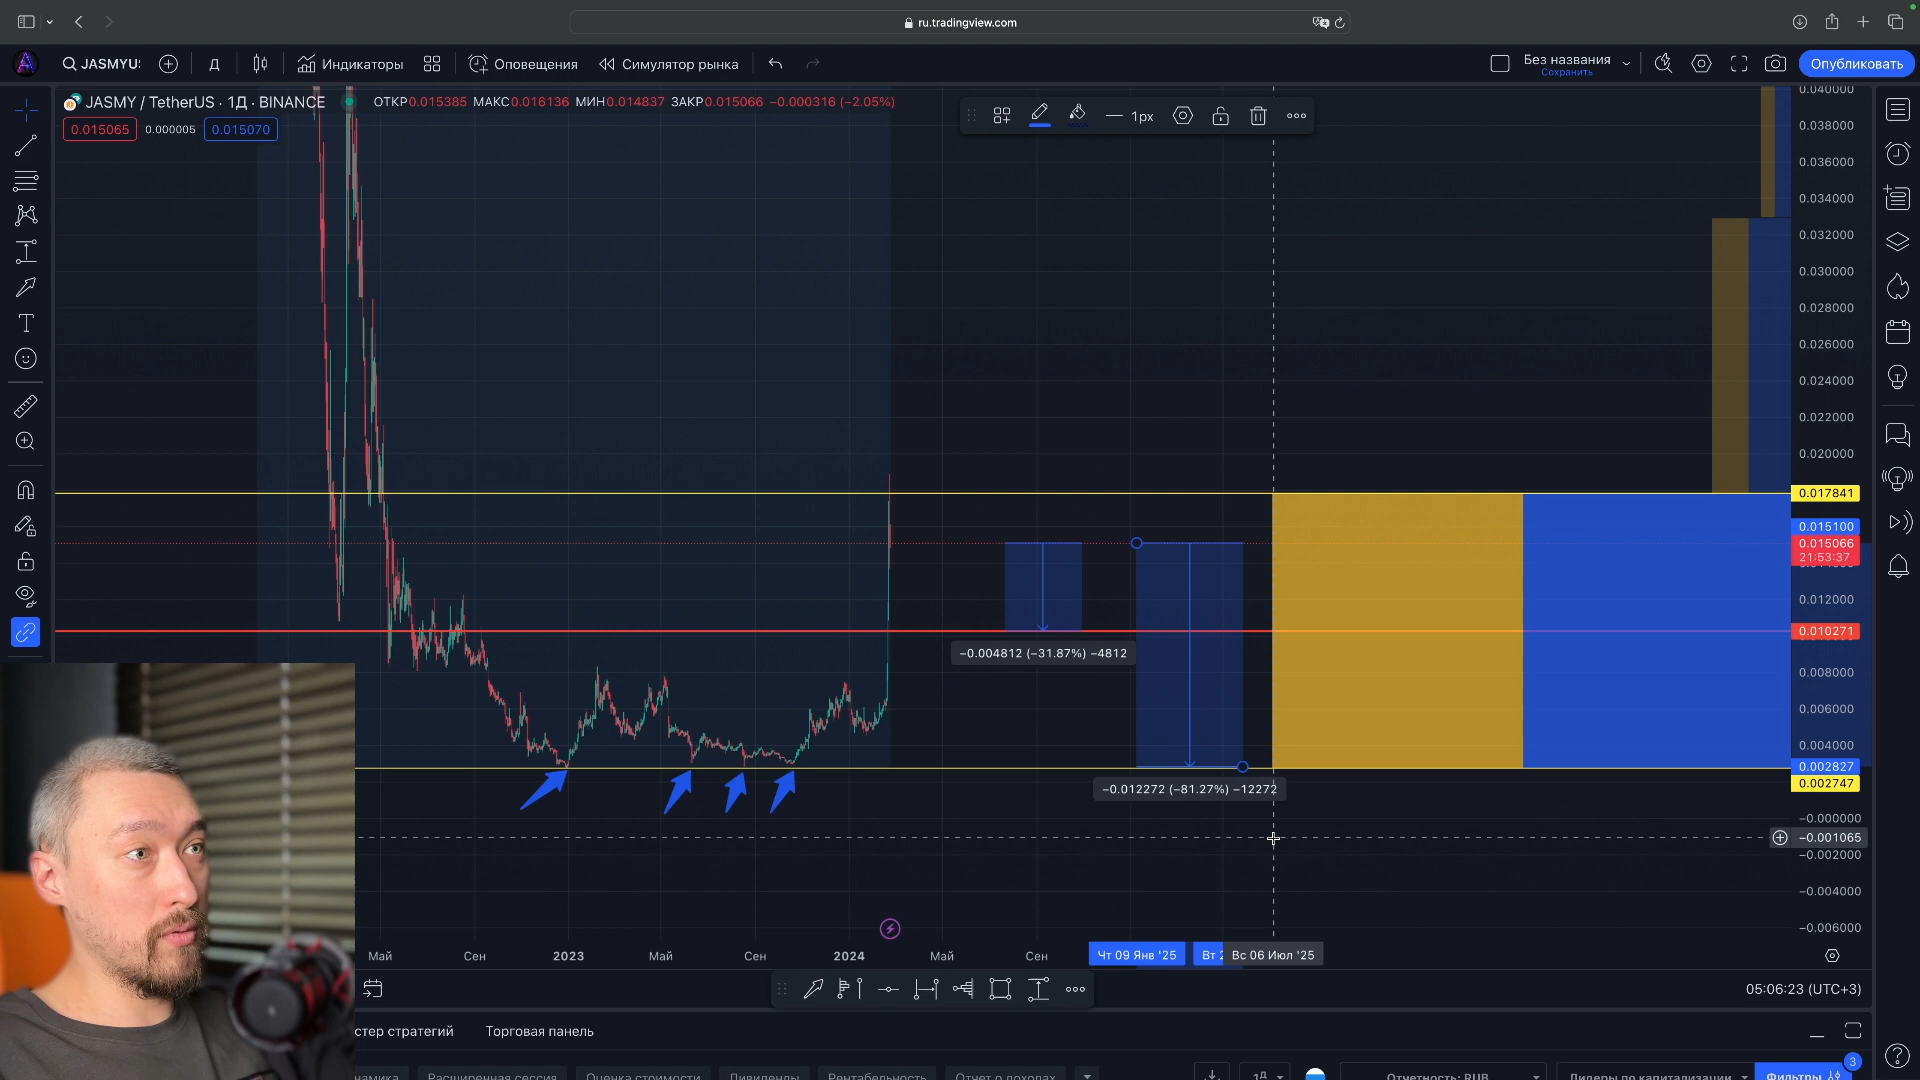 ru.tradingview.com
JASMYU:
Д
Индикаторы
Оповещения
Симулятор рынка
Без названия
Сохранить
Опубликовать
JASMY / TetherUS · 1Д · BINANCE
ОТКР0.015385 МАКС0.016136 МИН0.014837 ЗАКР0.015066 −0.000316 (−2.05%)
0.015065
0.000005
0.015070
1px
0.040000
0.038000
0.036000
0.034000
0.032000
0.030000
0.028000
0.026000
0.024000
0.022000
0.020000
0.017841
0.015100
0.015066
21:53:37
0.012000
0.010271
0.008000
0.006000
0.004000
0.002827
0.002747
−0.000000
−0.001065
−0.002000
−0.004000
−0.006000
−0.004812 (−31.87%) −4812
−0.012272 (−81.27%) −12272
Май
Сен
2023
Май
Сен
2024
Май
Сен
Чт 09 Янв '25
Вт 2
Вс 06 Июл '25
05:06:23 (UTC+3)
стер стратегий
Торговая панель
3
намика
Расширенная сессия
Оценка стоимости
Дивиденды
Рентабельность
Отчет о доходах
1д
Отчетность: RUB
Лидеры по капитализации
Фильтры